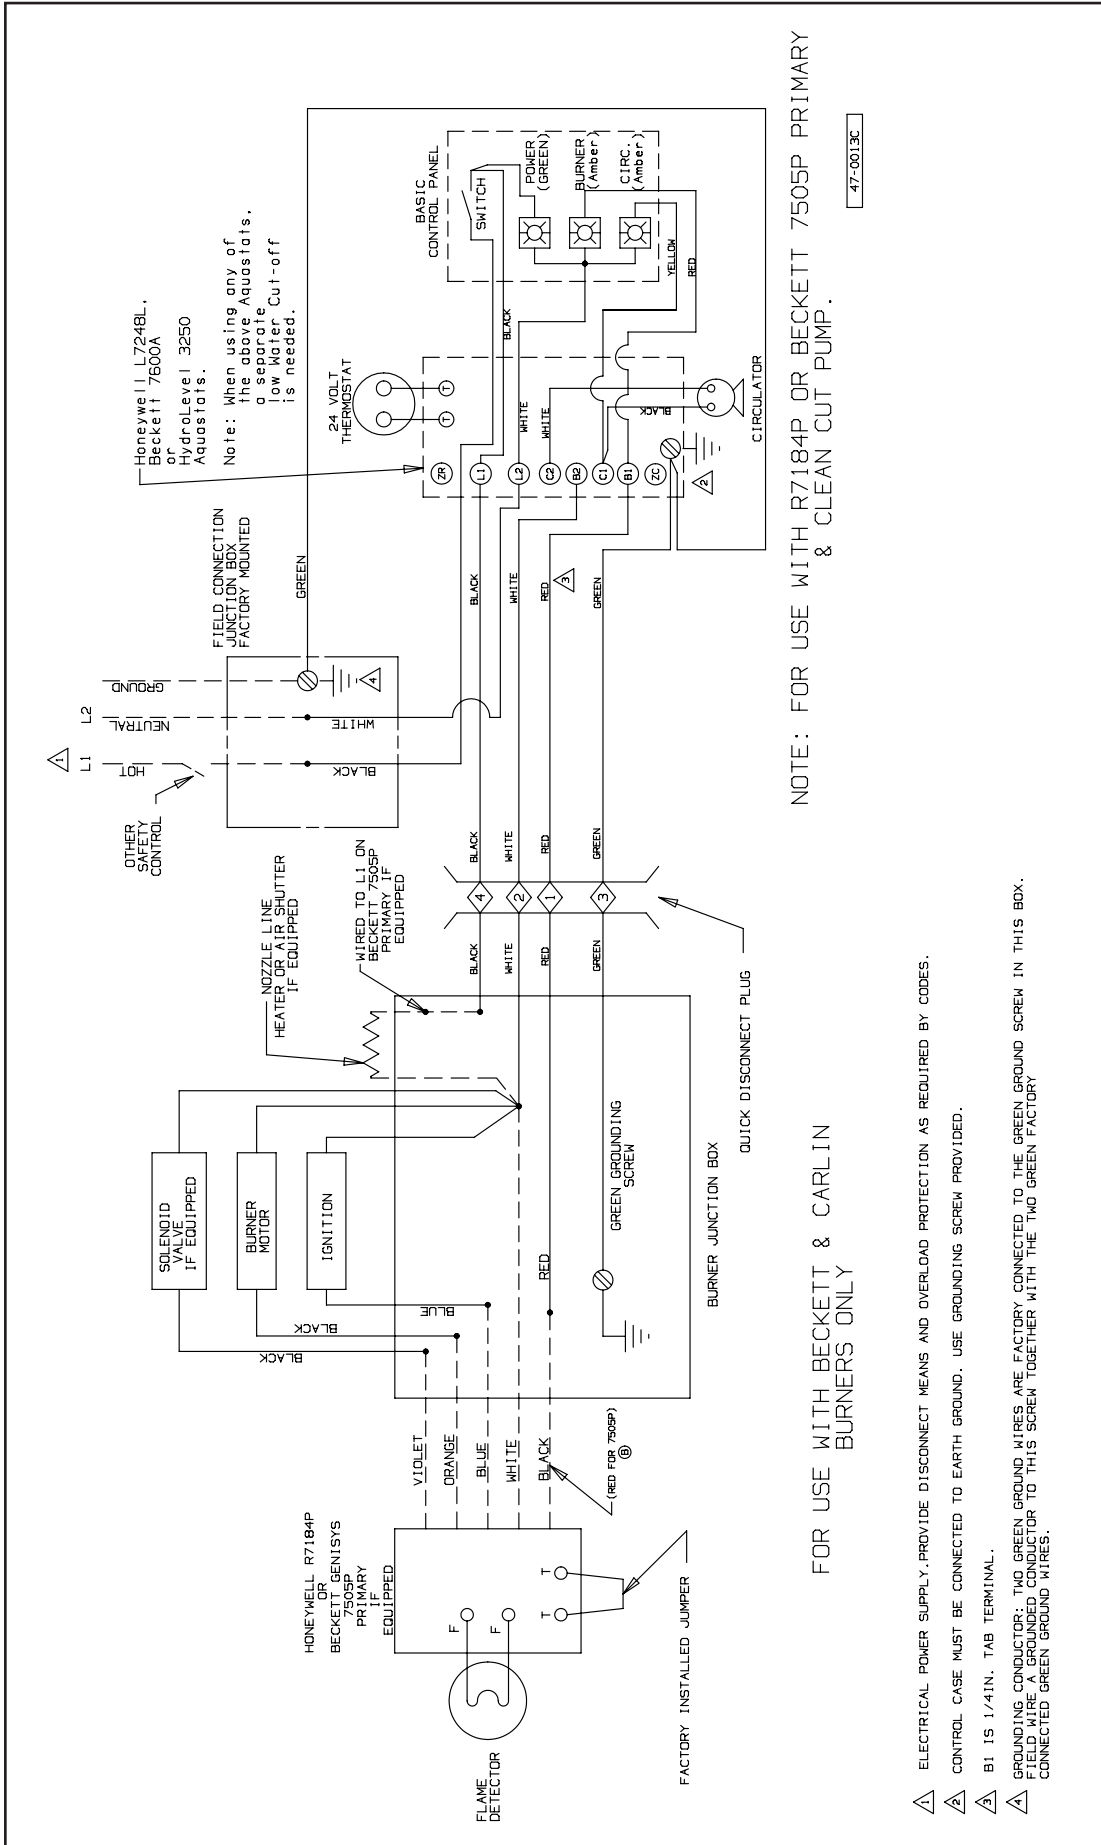 Honeywell L7248L,
Beckett 7600A
or
HydroLevel 3250
Aquastats.
Note: When using any of
the above Aquastats,
a separate
low Water Cut-off
is needed.
BASIC
CONTROL PANEL
SWITCH
POWER
(GREEN)
BURNER
(Amber)
CIRC.
(Amber)
24 VOLT
THERMOSTAT
T
T
BLACK
YELLOW
RED
WHITE
WHITE
BLACK
CIRCULATOR
ZR
L1
L2
C2
B2
C1
B1
ZC
2
FIELD CONNECTION
JUNCTION BOX
FACTORY MOUNTED
GREEN
GROUND
L2
NEUTRAL
L1
HOT
1
4
WHITE
BLACK
OTHER
SAFETY
CONTROL
BLACK
WHITE
RED
3
GREEN
NOZZLE LINE
HEATER OR AIR SHUTTER
IF EQUIPPED
WIRED TO L1 ON
BECKETT 7505P
PRIMARY IF
EQUIPPED
BLACK
WHITE
RED
GREEN
4
2
1
3
BLACK
WHITE
RED
GREEN
QUICK DISCONNECT PLUG
SOLENOID
VALVE
IF EQUIPPED
BURNER
MOTOR
IGNITION
BLACK
BLACK
BLUE
RED
GREEN GROUNDING
SCREW
BURNER JUNCTION BOX
HONEYWELL R7184P
OR
BECKETT GENISYS
7505P
PRIMARY
IF
EQUIPPED
VIOLET
ORANGE
BLUE
WHITE
BLACK
(RED FOR 7505P)
B
F
F
T
T
FLAME
DETECTOR
FACTORY INSTALLED JUMPER
NOTE: FOR USE WITH R7184P OR BECKETT 7505P PRIMARY
& CLEAN CUT PUMP.
47-0013C
FOR USE WITH BECKETT & CARLIN
BURNERS ONLY
1 ELECTRICAL POWER SUPPLY.PROVIDE DISCONNECT MEANS AND OVERLOAD PROTECTION AS REQUIRED BY CODES.
2 CONTROL CASE MUST BE CONNECTED TO EARTH GROUND. USE GROUNDING SCREW PROVIDED.
3 B1 IS 1/4IN. TAB TERMINAL.
4 GROUNDING CONDUCTOR: TWO GREEN GROUND WIRES ARE FACTORY CONNECTED TO THE GREEN GROUND SCREW IN THIS BOX.
FIELD WIRE A GROUNDED CONDUCTOR TO THIS SCREW TOGETHER WITH THE TWO GREEN FACTORY
CONNECTED GREEN GROUND WIRES.